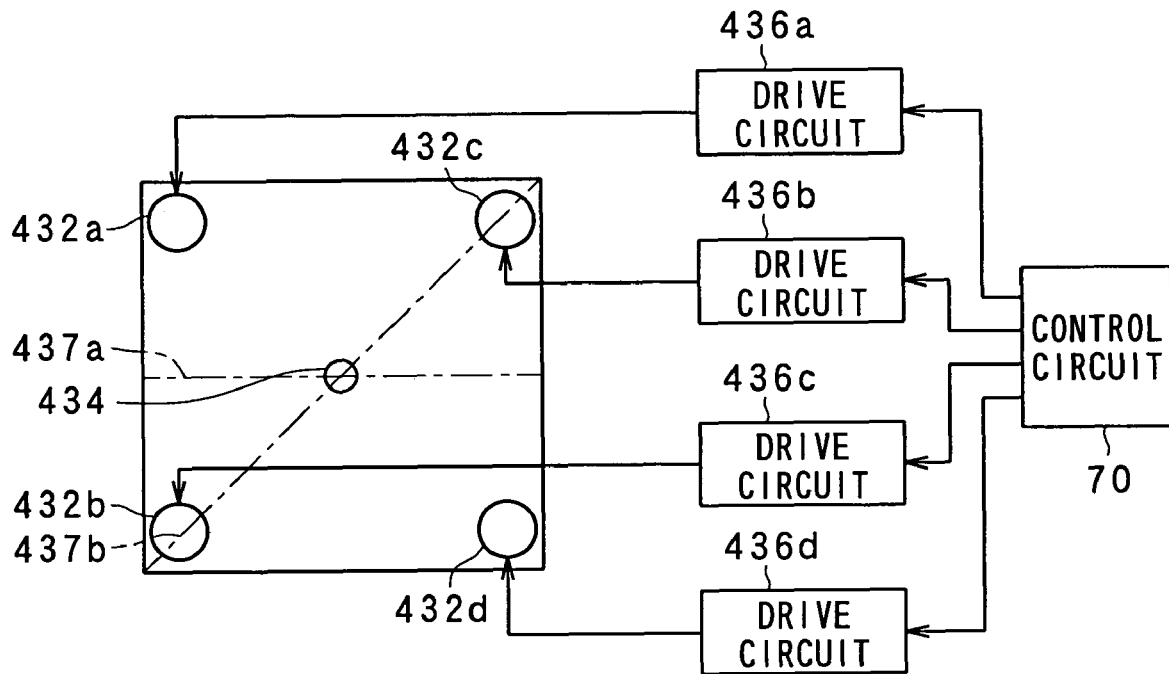 436a
DRIVE
CIRCUIT
432c
432a
436b
DRIVE
CIRCUIT
CONTROL
CIRCUIT
437a
434
436c
DRIVE
CIRCUIT
70
432b
437b
436d
432d
DRIVE
CIRCUIT